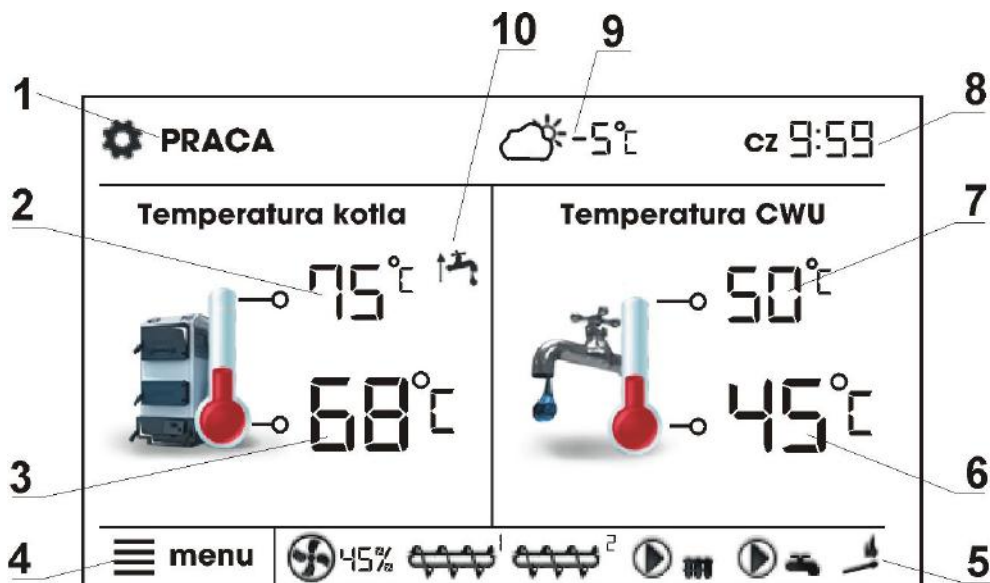 10 9
1 8
PRACA -5°C CZ 9:59
2 Temperatura kotla Temperatura CWU 7
75°C 50°C
68°C 45°C
3 6
4 menu 45% 1 2 5